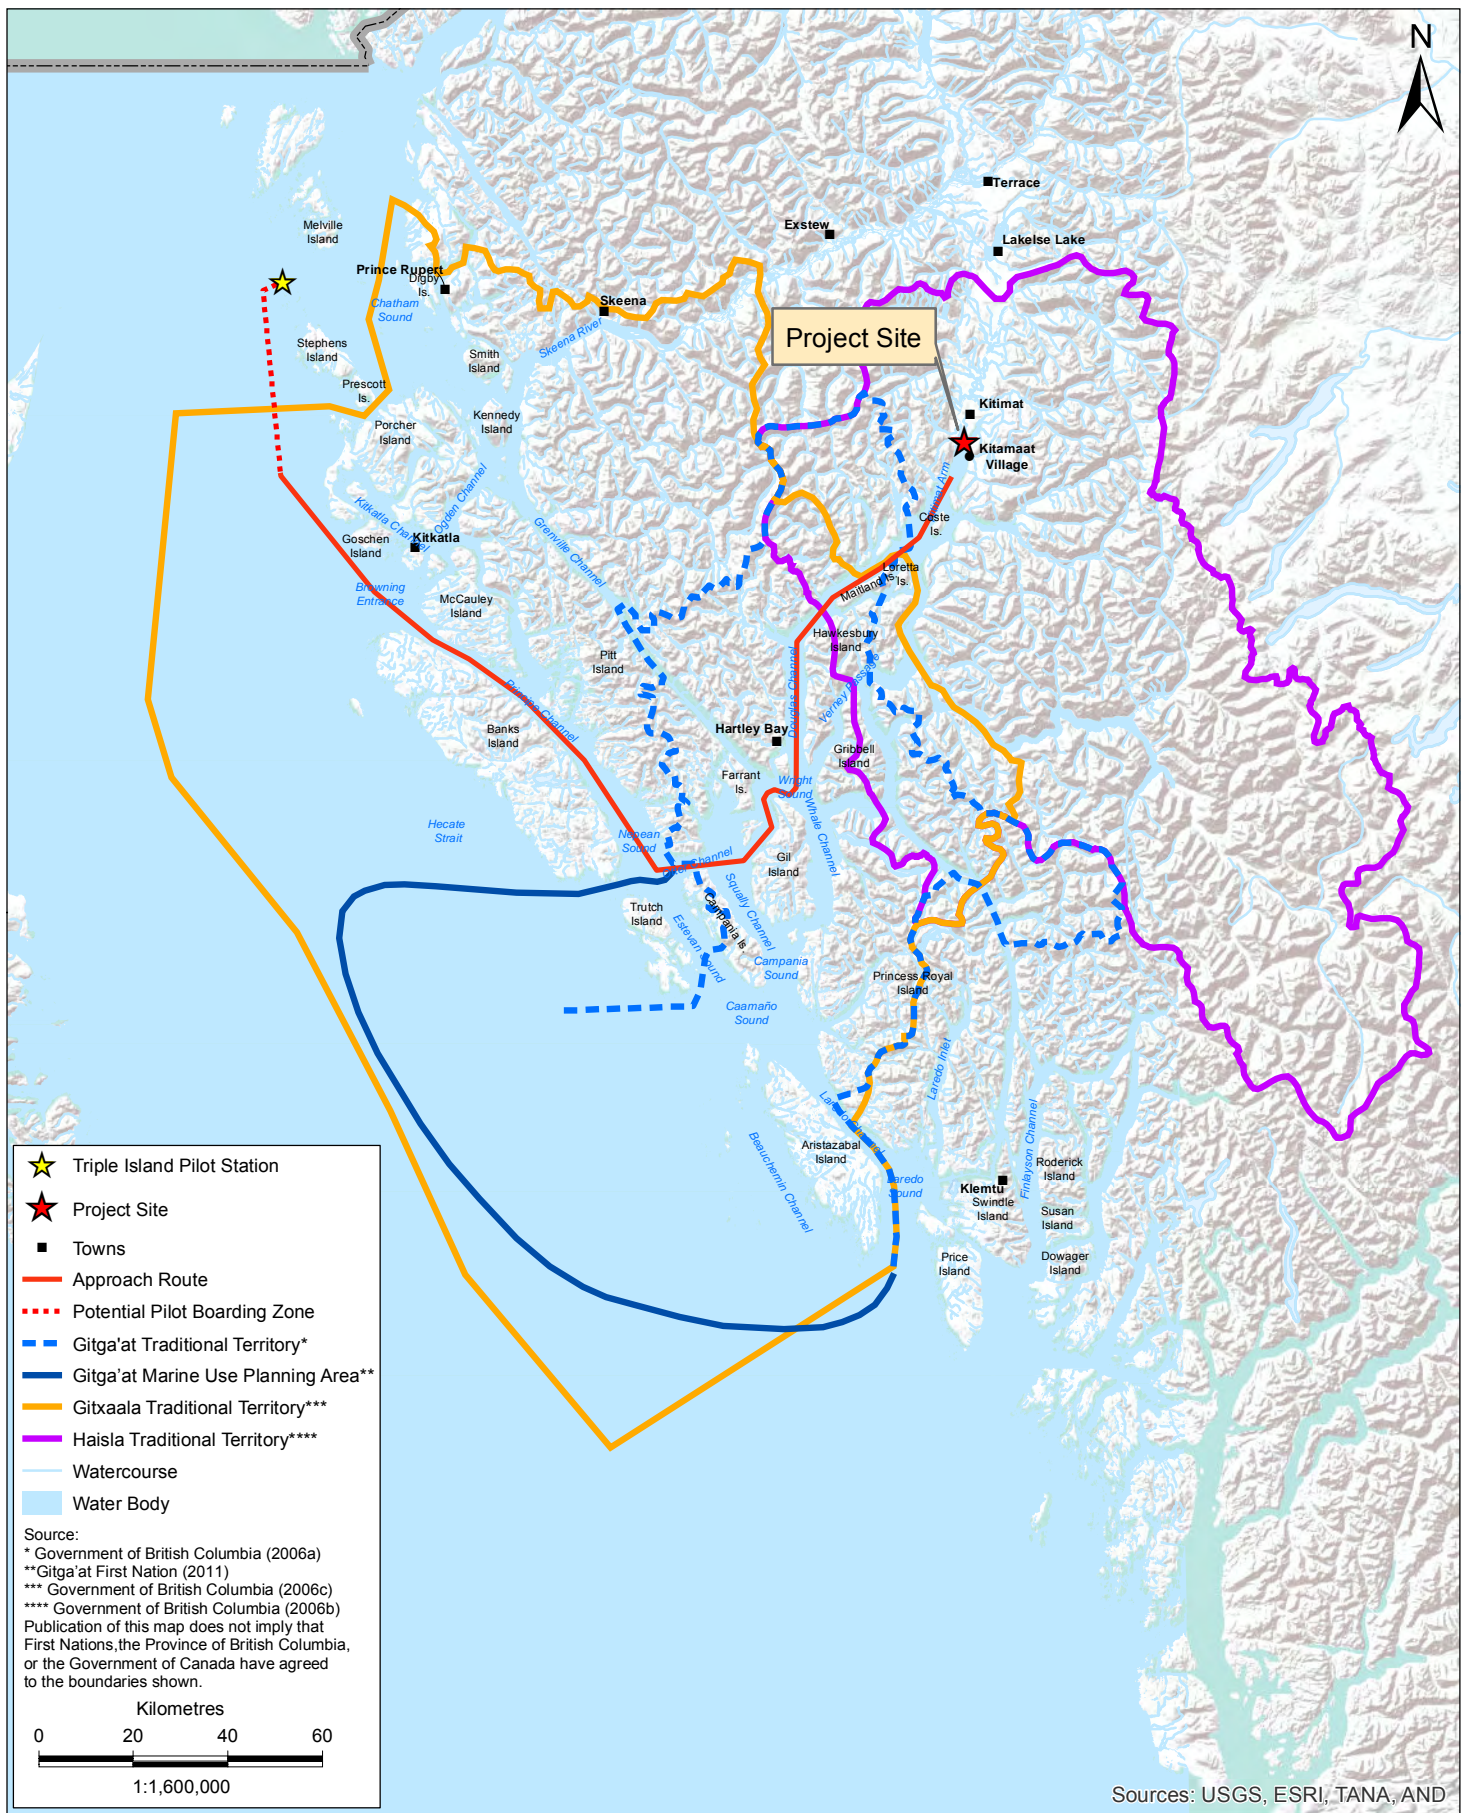 N
Terrace
Exstew
Lakelse Lake
Melville
Island
Prince Rupert
Digby
Is.
Chatham
Sound
Skeena
Skeena River
Project Site
Stephens
Island
Smith
Island
Prescott
Is.
Porcher
Island
Kennedy
Island
Kitimat
Kitamaat
Village
Kitkatla Channel
Ogden Channel
Goschen
Island
Kitkatla
Grenville Channel
Coste
Is.
Loretta
Is.
Maitland Is.
Browning
Entrance
McCauley
Island
Hawkesbury
Island
Pitt
Island
Douglas Channel
Verney Passage
Principe Channel
Banks
Island
Hartley Bay
Gribbell
Island
Farrant
Is.
Wright
Sound
Whale Channel
Hecate
Strait
Nepean
Sound
Channel
Gil
Island
Squally Channel
Trutch
Island
Campania Is.
Estevan Sound
Campania
Sound
Princess Royal
Island
Caamaño
Sound
Laredo Inlet
Laredo Channel
Beauchemin Channel
Aristazabal
Island
Finlayson Channel
Roderick
Island
Laredo
Sound
Klemtu
Swindle
Island
Susan
Island
Price
Island
Dowager
Island
Triple Island Pilot Station
Project Site
Towns
Approach Route
Potential Pilot Boarding Zone
Gitga'at Traditional Territory*
Gitga’at Marine Use Planning Area**
Gitxaala Traditional Territory***
Haisla Traditional Territory****
Watercourse
Water Body
Source:
* Government of British Columbia (2006a)
**Gitga’at First Nation (2011)
*** Government of British Columbia (2006c)
**** Government of British Columbia (2006b)
Publication of this map does not imply that
First Nations,the Province of British Columbia,
or the Government of Canada have agreed
to the boundaries shown.
Kilometres
0 20 40 60
1:1,600,000
Sources: USGS, ESRI, TANA, AND